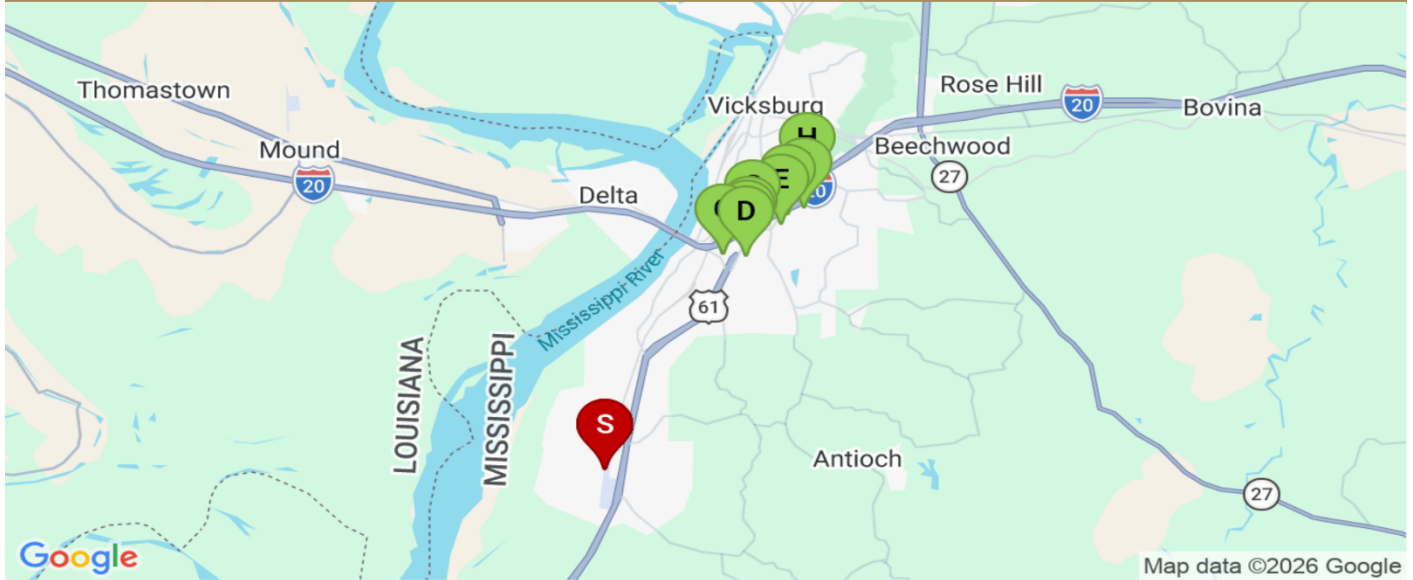 Thomastown
Vicksburg
Rose Hill
20
Bovina
H
Mound
20
Beechwood
27
E
20
Delta
D
Mississippi River
61
LOUISIANA
MISSISSIPPI
S
Antioch
27
Google
Map data ©2026 Google